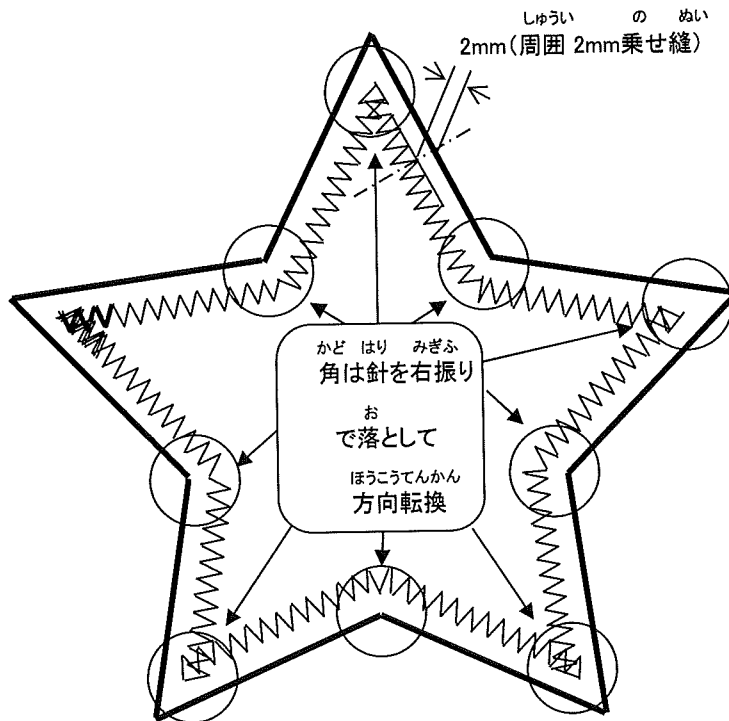 しゅうい の ぬい
2mm(周囲 2mm乗せ縫)
かど はり みぎふ
角は針を右振り
お
で落として
ほうこうてんかん
方向転換